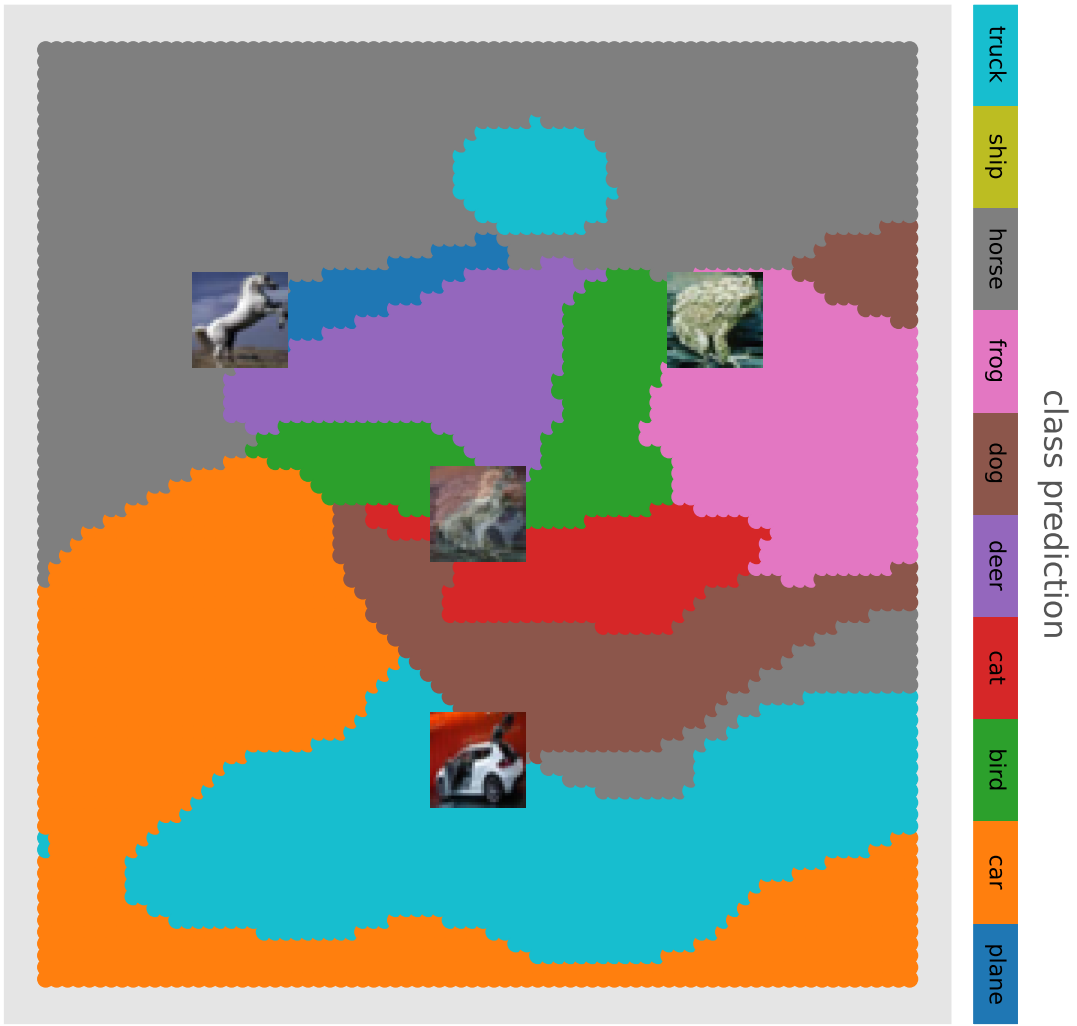 truck
ship
horse
frog
dog
deer
cat
bird
car
plane
class prediction